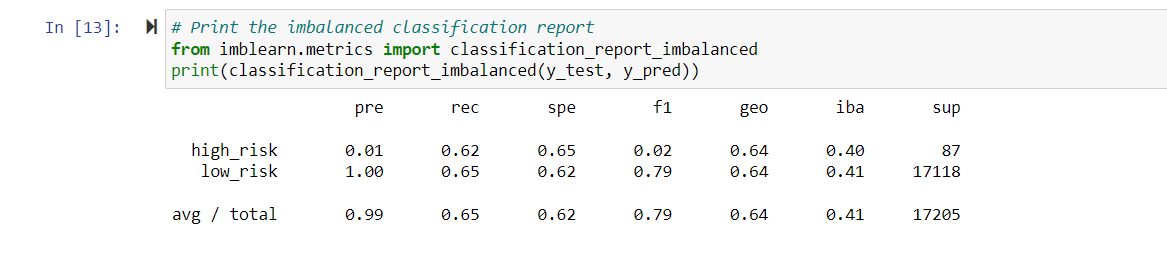 In [13]: # Print the imbalanced classification report
from imblearn.metrics import classification_report_imbalanced
print(classification_report_imbalanced(y_test, y_pred))
pre rec spe f1 geo iba sup
high_risk 0.01 0.62 0.65 0.02 0.64 0.40 87
low_risk 1.00 0.65 0.62 0.79 0.64 0.41 17118
avg / total 0.99 0.65 0.62 0.79 0.64 0.41 17205